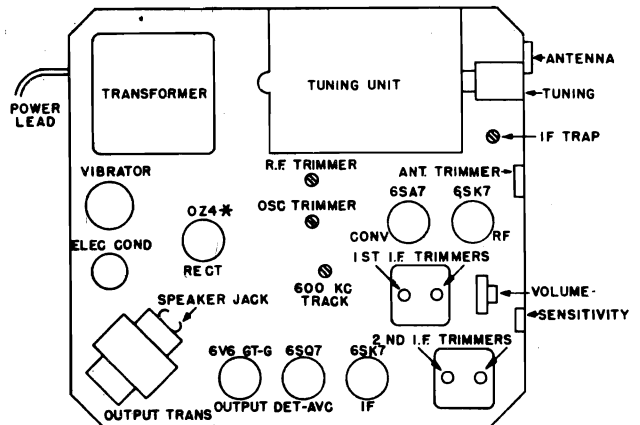 ANTENNA
TRANSFORMER
TUNING UNIT
TUNING
POWER
LEAD
IF TRAP
R.F. TRIMMER
ANT. TRIMMER
VIBRATOR
6SA7
6SK7
OZ4*
OSC TRIMMER
CONV
RF
ELEC COND
RECT
1ST I.F. TRIMMERS
600 KC
TRACK
SPEAKER JACK
VOLUME-
SENSITIVITY
2ND I.F. TRIMMERS
6V6 GT-G
6SQ7
6SK7
OUTPUT TRANS
OUTPUT
DET-AVC
IF